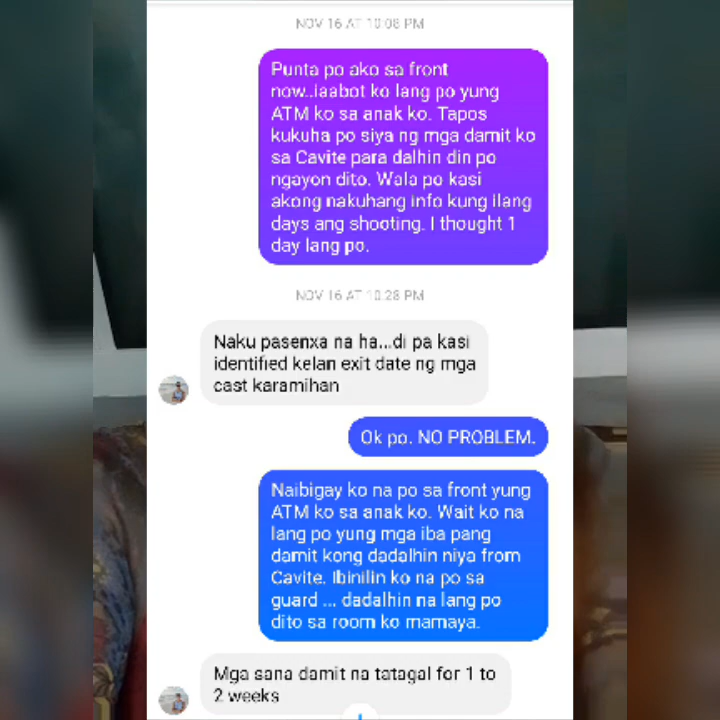 NOV 16 AT 10:08 PM
Punta po ako sa front
now..iaabot ko lang po yung
ATM ko sa anak ko. Tapos
kukuha po siya ng mga damit ko
sa Cavite para dalhin din po
ngayon dito. Wala po kasi
akong nakuhang info kung ilang
days ang shooting. I thought 1
day lang po.
NOV 16 AT 10:28 PM
Naku pasenxa na ha...di pa kasi
identified kelan exit date ng mga
cast karamihan
Ok po. NO PROBLEM.
Naibigay ko na po sa front yung
ATM ko sa anak ko. Wait ko na
lang po yung mga iba pang
damit kong dadalhin niya from
Cavite. Ibinilin ko na po sa
guard ... dadalhin na lang po
dito sa room ko mamaya.
Mga sana damit na tatagal for 1 to
2 weeks